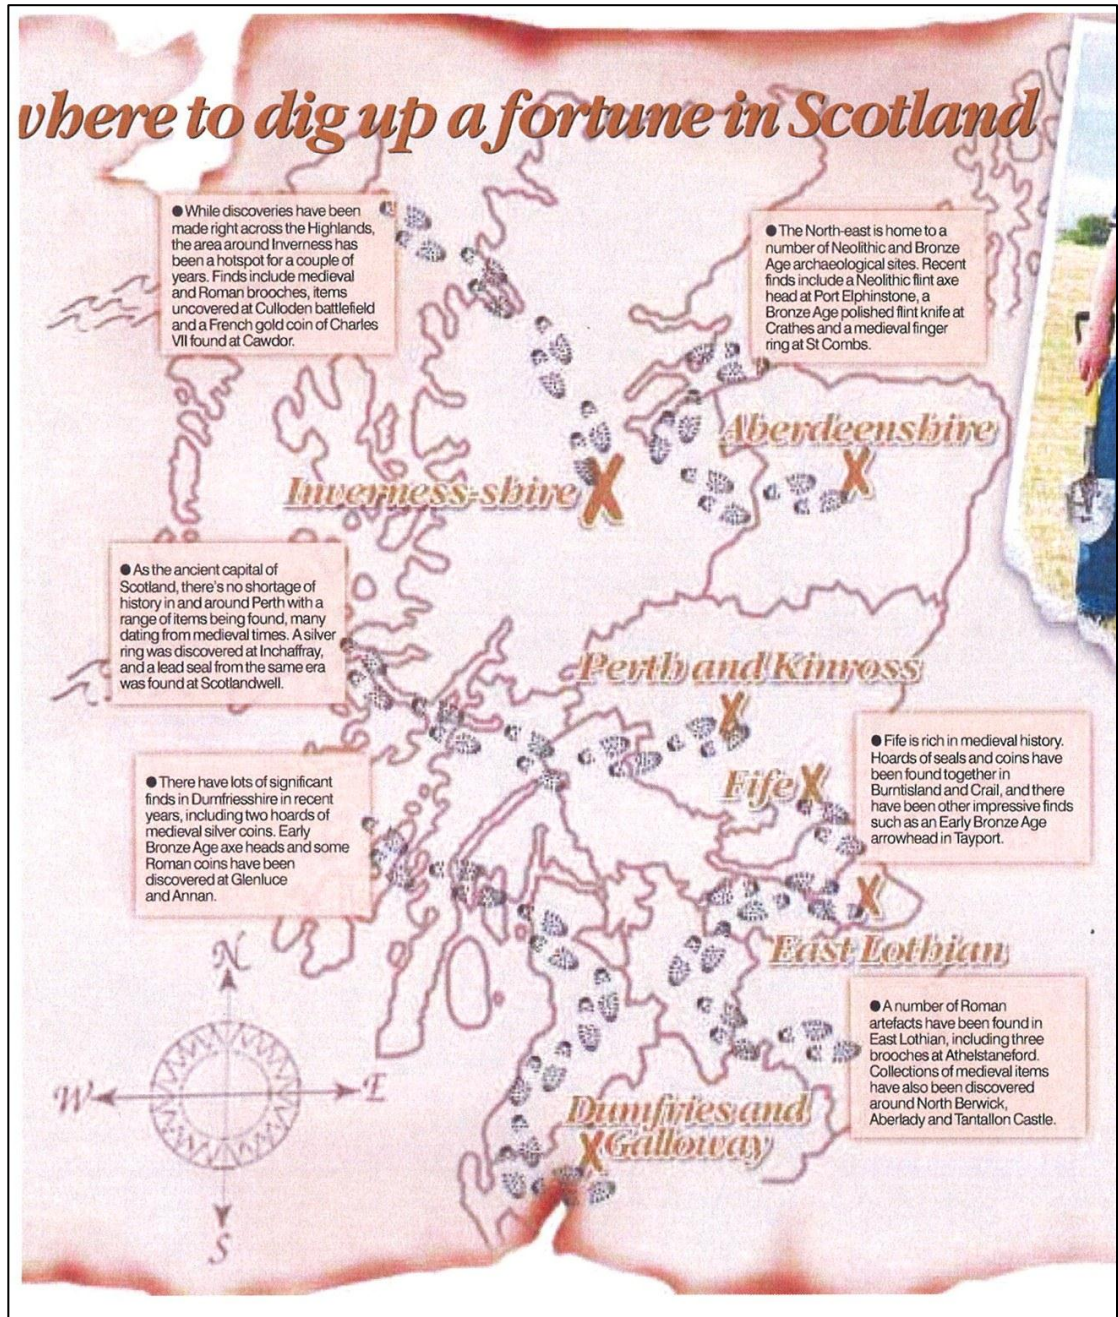 where to dig up a fortune in Scotland
● While discoveries have been
made right across the Highlands,
the area around Inverness has
been a hotspot for a couple of
years. Finds include medieval
and Roman brooches, items
uncovered at Culloden battlefield
and a French gold coin of Charles
VII found at Cawdor.
● The North-east is home to a
number of Neolithic and Bronze
Age archaeological sites. Recent
finds include a Neolithic flint axe
head at Port Elphinstone, a
Bronze Age polished flint knife at
Crathes and a medieval finger
ring at St Combs.
Aberdeenshire
X
Inverness-shire X
● As the ancient capital of
Scotland, there's no shortage of
history in and around Perth with a
range of items being found, many
dating from medieval times. A silver
ring was discovered at Inchaffray,
and a lead seal from the same era
was found at Scotlandwell.
Perth and Kinross
X
● There have lots of significant
finds in Dumfriesshire in recent
years, including two hoards of
medieval silver coins. Early
Bronze Age axe heads and some
Roman coins have been
discovered at Glenluce
and Annan.
Fife X
● Fife is rich in medieval history.
Hoards of seals and coins have
been found together in
Burntisland and Crail, and there
have been other impressive finds
such as an Early Bronze Age
arrowhead in Tayport.
X
East Lothian
● A number of Roman
artefacts have been found in
East Lothian, including three
brooches at Athelstaneford.
Collections of medieval items
have also been discovered
around North Berwick,
Aberlady and Tantallon Castle.
N
W E
S
Dumfries and
X Galloway